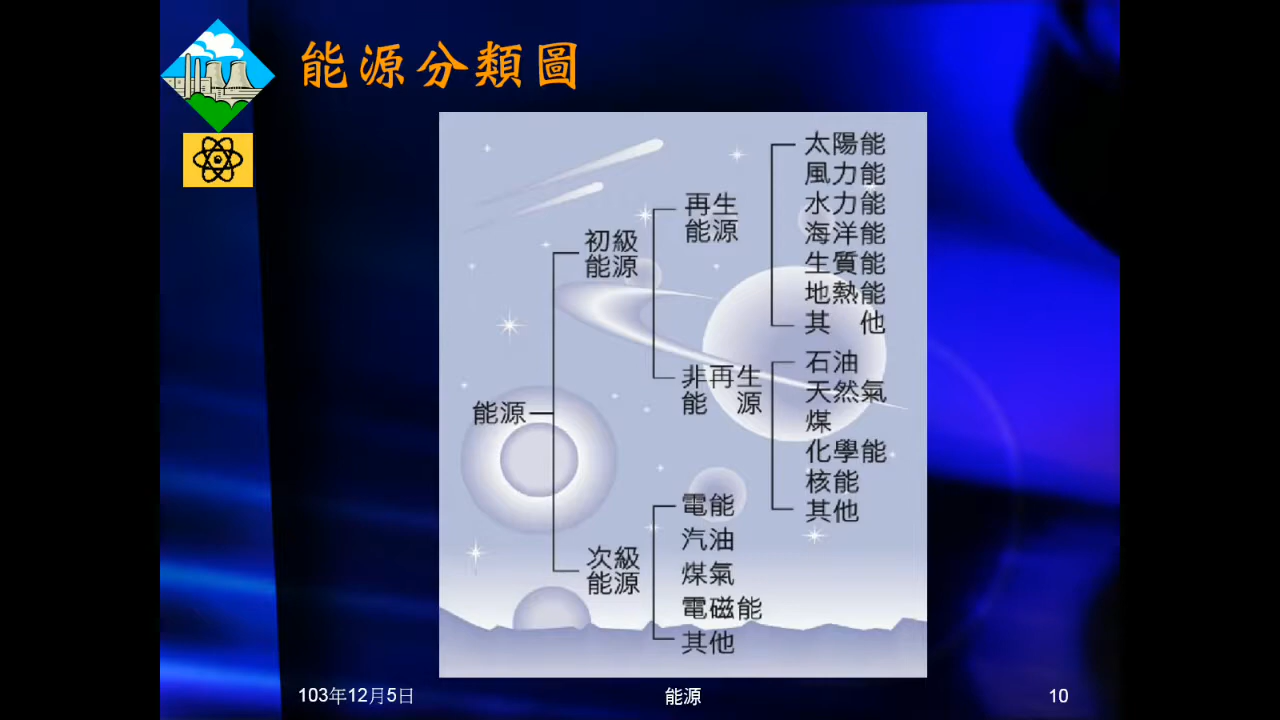 能源分類圖
太陽能
風力能
水力能
海洋能
生質能
地熱能
其 他
再生
能源
初級
能源
石油
天然氣
煤
化學能
核能
其他
非再生
能 源
能源
電能
汽油
煤氣
電磁能
其他
次級
能源
103年12月5日
能源
10